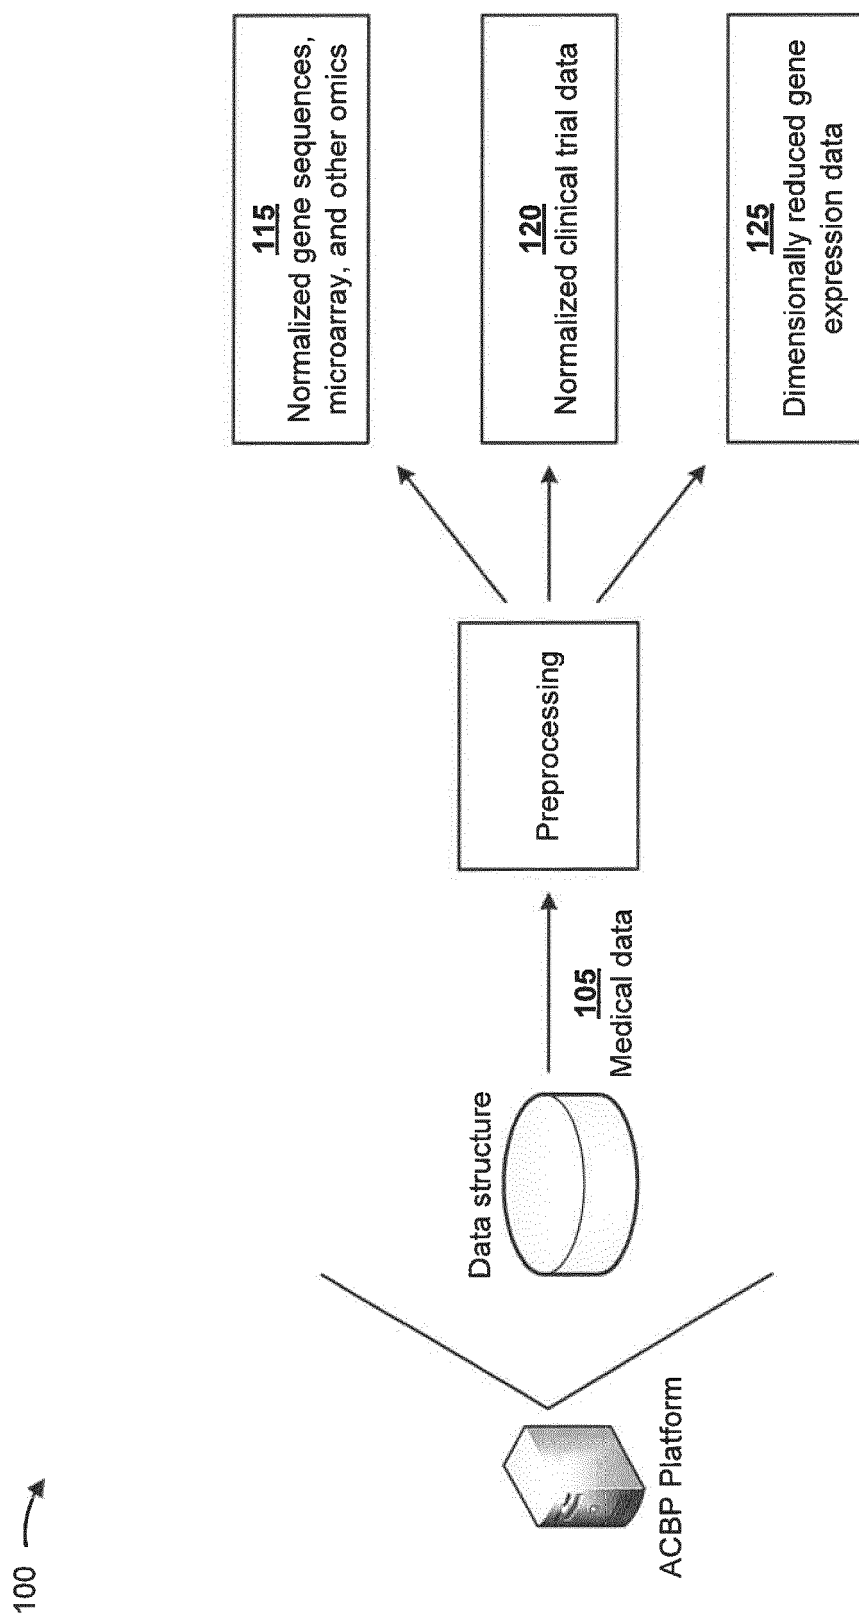 100
ACBP Platform
Data structure
105
Medical data
Preprocessing
115
Normalized gene sequences,
microarray, and other omics
120
Normalized clinical trial data
125
Dimensionally reduced gene
expression data